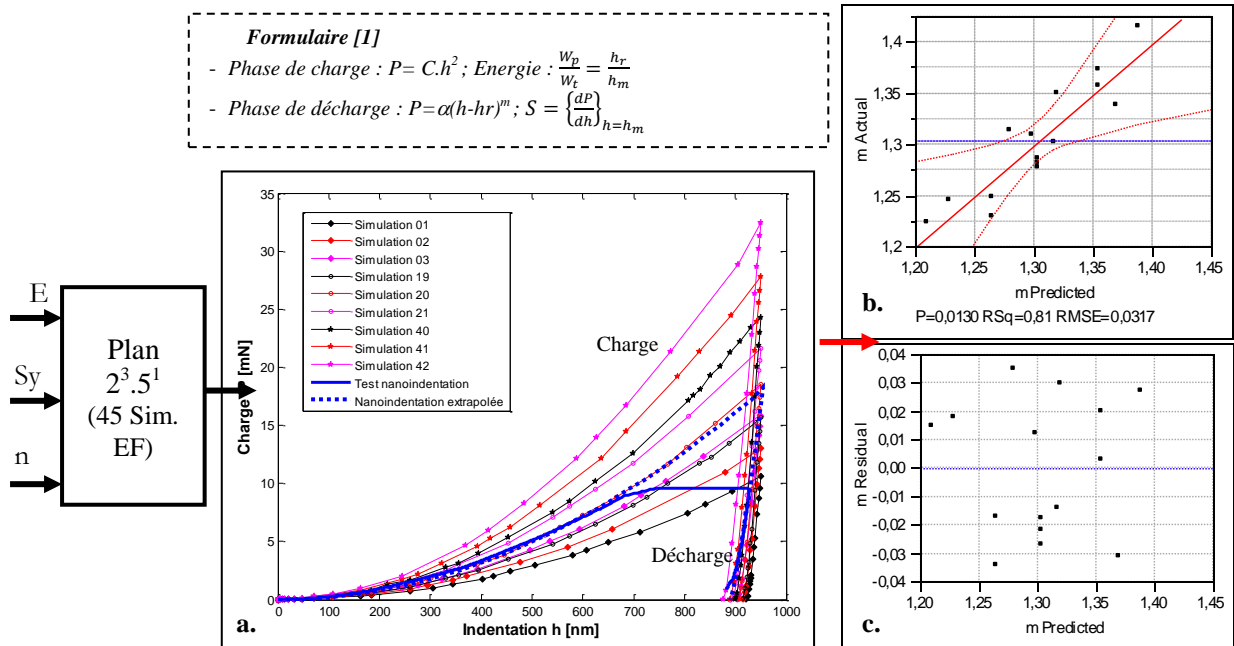 Formulaire [1]
- Phase de charge : P= C.h² ; Energie : W_p/W_t = h_r/h_m
- Phase de décharge : P=α(h-hr)^m ; S = {dP/dh}_{h=h_m}
E
Sy
n
Plan
2³.5¹
(45 Sim.
EF)
35
30
25
20
15
10
5
0
Charge P [mN]
Simulation 01
Simulation 02
Simulation 03
Simulation 19
Simulation 20
Simulation 21
Simulation 40
Simulation 41
Simulation 42
Test nanoindentation
Nanoindentation extrapolée
Charge
Décharge
0 100 200 300 400 500 600 700 800 900 1000
a.
Indentation h [nm]
1,4
1,35
1,3
1,25
1,2
m Actual
1,20 1,25 1,30 1,35 1,40 1,45
b.
m Predicted
P=0,0130 RSq=0,81 RMSE=0,0317
0,04
0,03
0,02
0,01
0,00
-0,01
-0,02
-0,03
-0,04
m Residual
1,20 1,25 1,30 1,35 1,40 1,45
c.
m Predicted